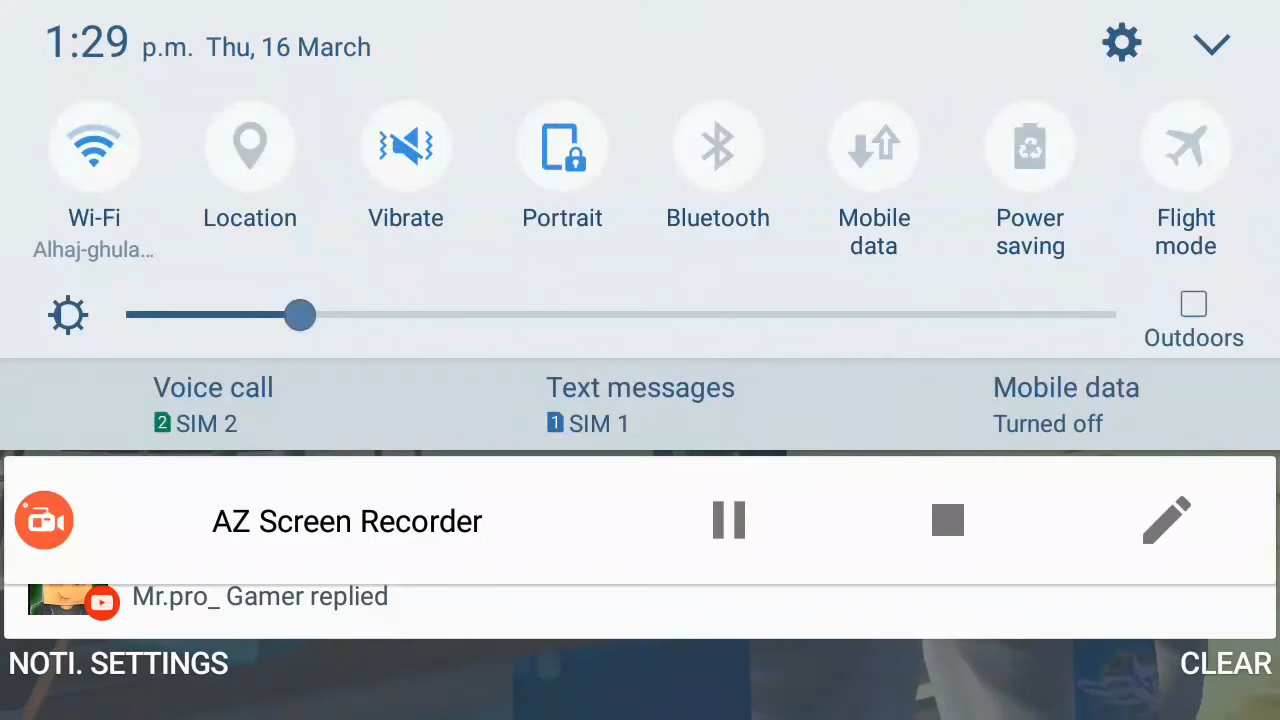 1:29 p.m. Thu, 16 March
Wi-Fi
Alhaj-ghula...
Location
Vibrate
Portrait
Bluetooth
Mobile
data
Power
saving
Flight
mode
Outdoors
Voice call
2 SIM 2
Text messages
1 SIM 1
Mobile data
Turned off
AZ Screen Recorder
Mr.pro_ Gamer replied
NOTI. SETTINGS
CLEAR